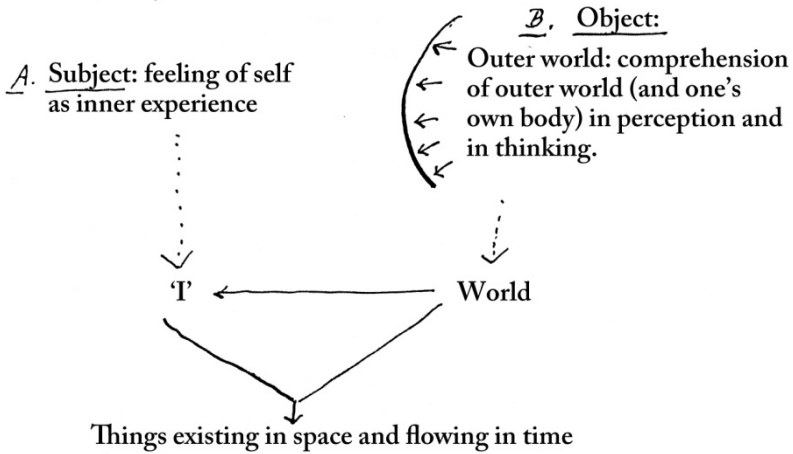 A. Subject: feeling of self
as inner experience
B. Object:
Outer world: comprehension
of outer world (and one’s
own body) in perception and
in thinking.
‘I’
World
Things existing in space and flowing in time